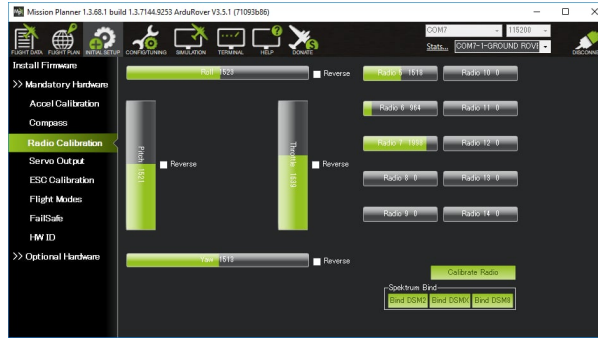 Mission Planner 1.3.68.1 build 1.3.7144.9253 ArduRover V3.5.1 (71093b86)
FLIGHT DATA FLIGHT PLAN INITIAL SETUP CONFIG/TUNING SIMULATION TERMINAL HELP DONATE
COM7 115200
Stats... COM7-1-GROUND ROVE
DISCONNE
Install Firmware
>> Mandatory Hardware
Accel Calibration
Compass
Radio Calibration
Servo Output
ESC Calibration
Flight Modes
FailSafe
HW ID
>> Optional Hardware
Roll 1523
Reverse
Pitch 1521
Reverse
Throttle
Reverse
Yaw 1513
Reverse
Radio 5 1518
Radio 10 0
Radio 6 964
Radio 11 0
Radio 7
Radio 12 0
Radio 8 0
Radio 13 0
Radio 9 0
Radio 14 0
Calibrate Radio
Spektrum Bind
Bind DSM2 Bind DSMX Bind DSM8